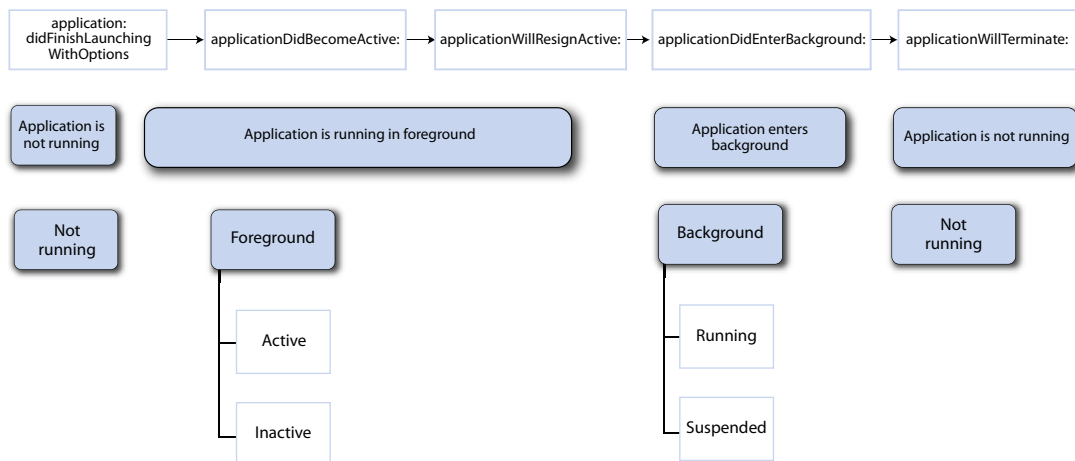 application:
didFinishLaunching
WithOptions
applicationDidBecomeActive:
applicationWillResignActive:
applicationDidEnterBackground:
applicationWillTerminate:
Application is
not running
Application is running in foreground
Application enters
background
Application is not running
Not
running
Foreground
Background
Not
running
Active
Running
Inactive
Suspended